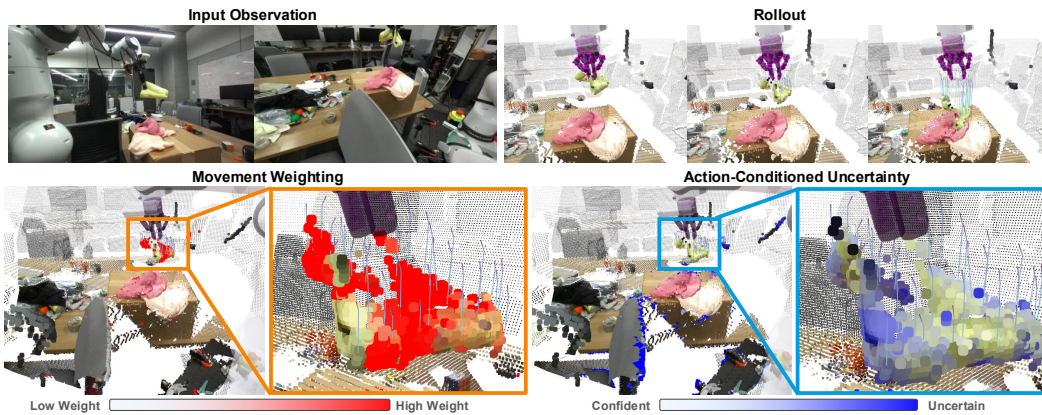 Input Observation
Rollout
Movement Weighting
Action-Conditioned Uncertainty
Low Weight
High Weight
Confident
Uncertain